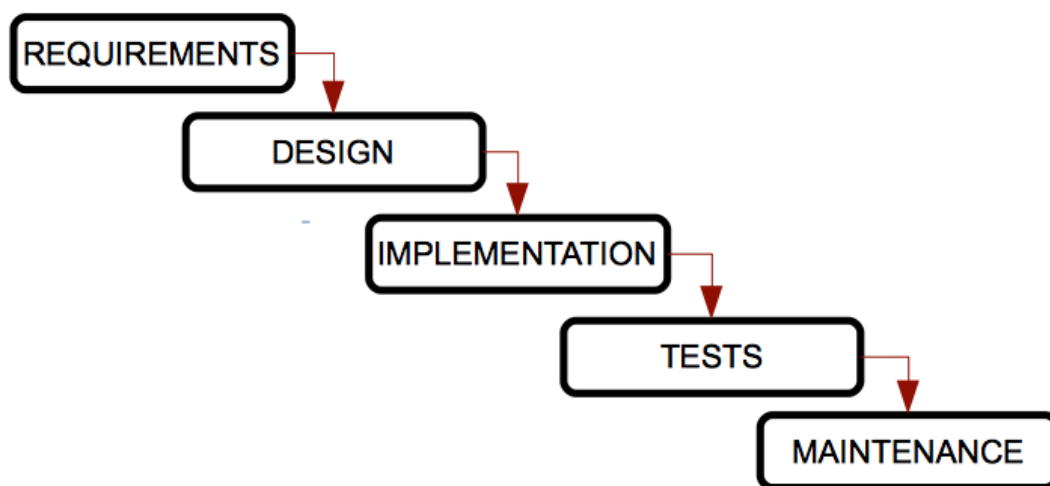 REQUIREMENTS
DESIGN
IMPLEMENTATION
TESTS
MAINTENANCE